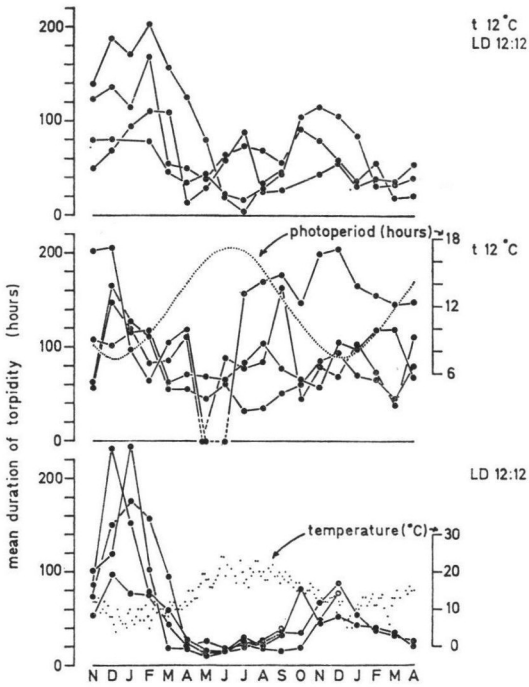 200
100
0
t 12°C
LD 12:12
photoperiod (hours)
200
100
0
18
12
6
t 12°C
mean duration of torpidity (hours)
200
100
0
LD 12:12
temperature (°C)
30
20
10
0
N D J F M A M J J A S O N D J F M A